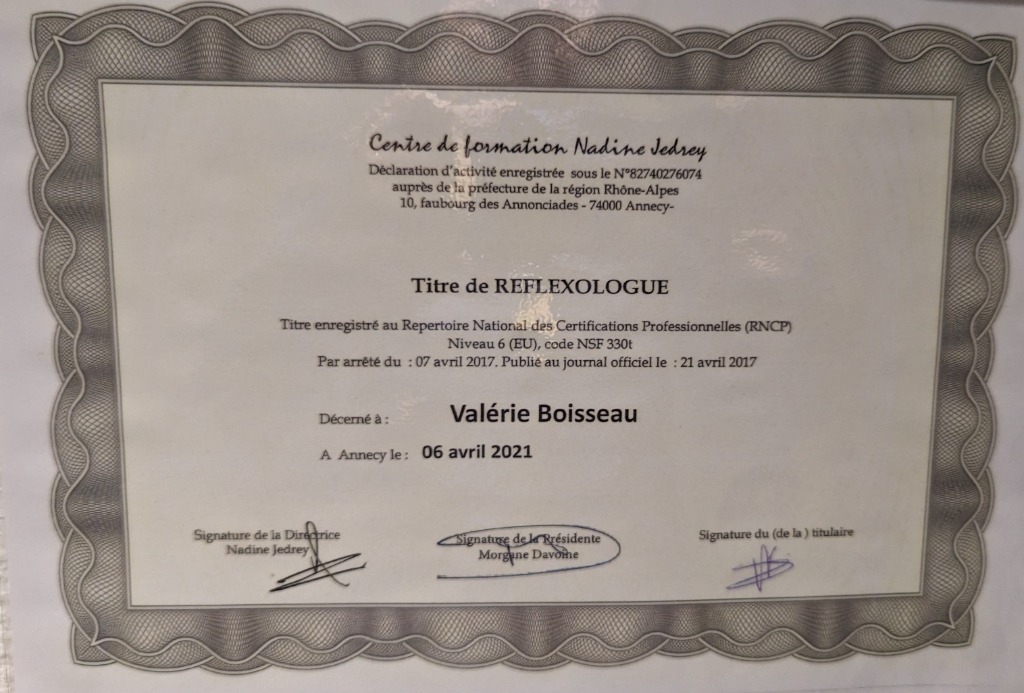 Centre de formation Nadine Jedrey
Déclaration d'activité enregistrée sous le N°82740276074
auprès de la préfecture de la région Rhône-Alpes
10, faubourg des Annonciades - 74000 Annecy-
Titre de REFLEXOLOGUE
Titre enregistré au Repertoire National des Certifications Professionnelles (RNCP)
Niveau 6 (EU), code NSF 330t
Par arrêté du : 07 avril 2017. Publié au journal officiel le : 21 avril 2017
Décerné à : Valérie Boisseau
A Annecy le : 06 avril 2021
Signature de la Directrice
Nadine Jedrey
Signature de la Présidente
Morgane Davoine
Signature du (de la ) titulaire